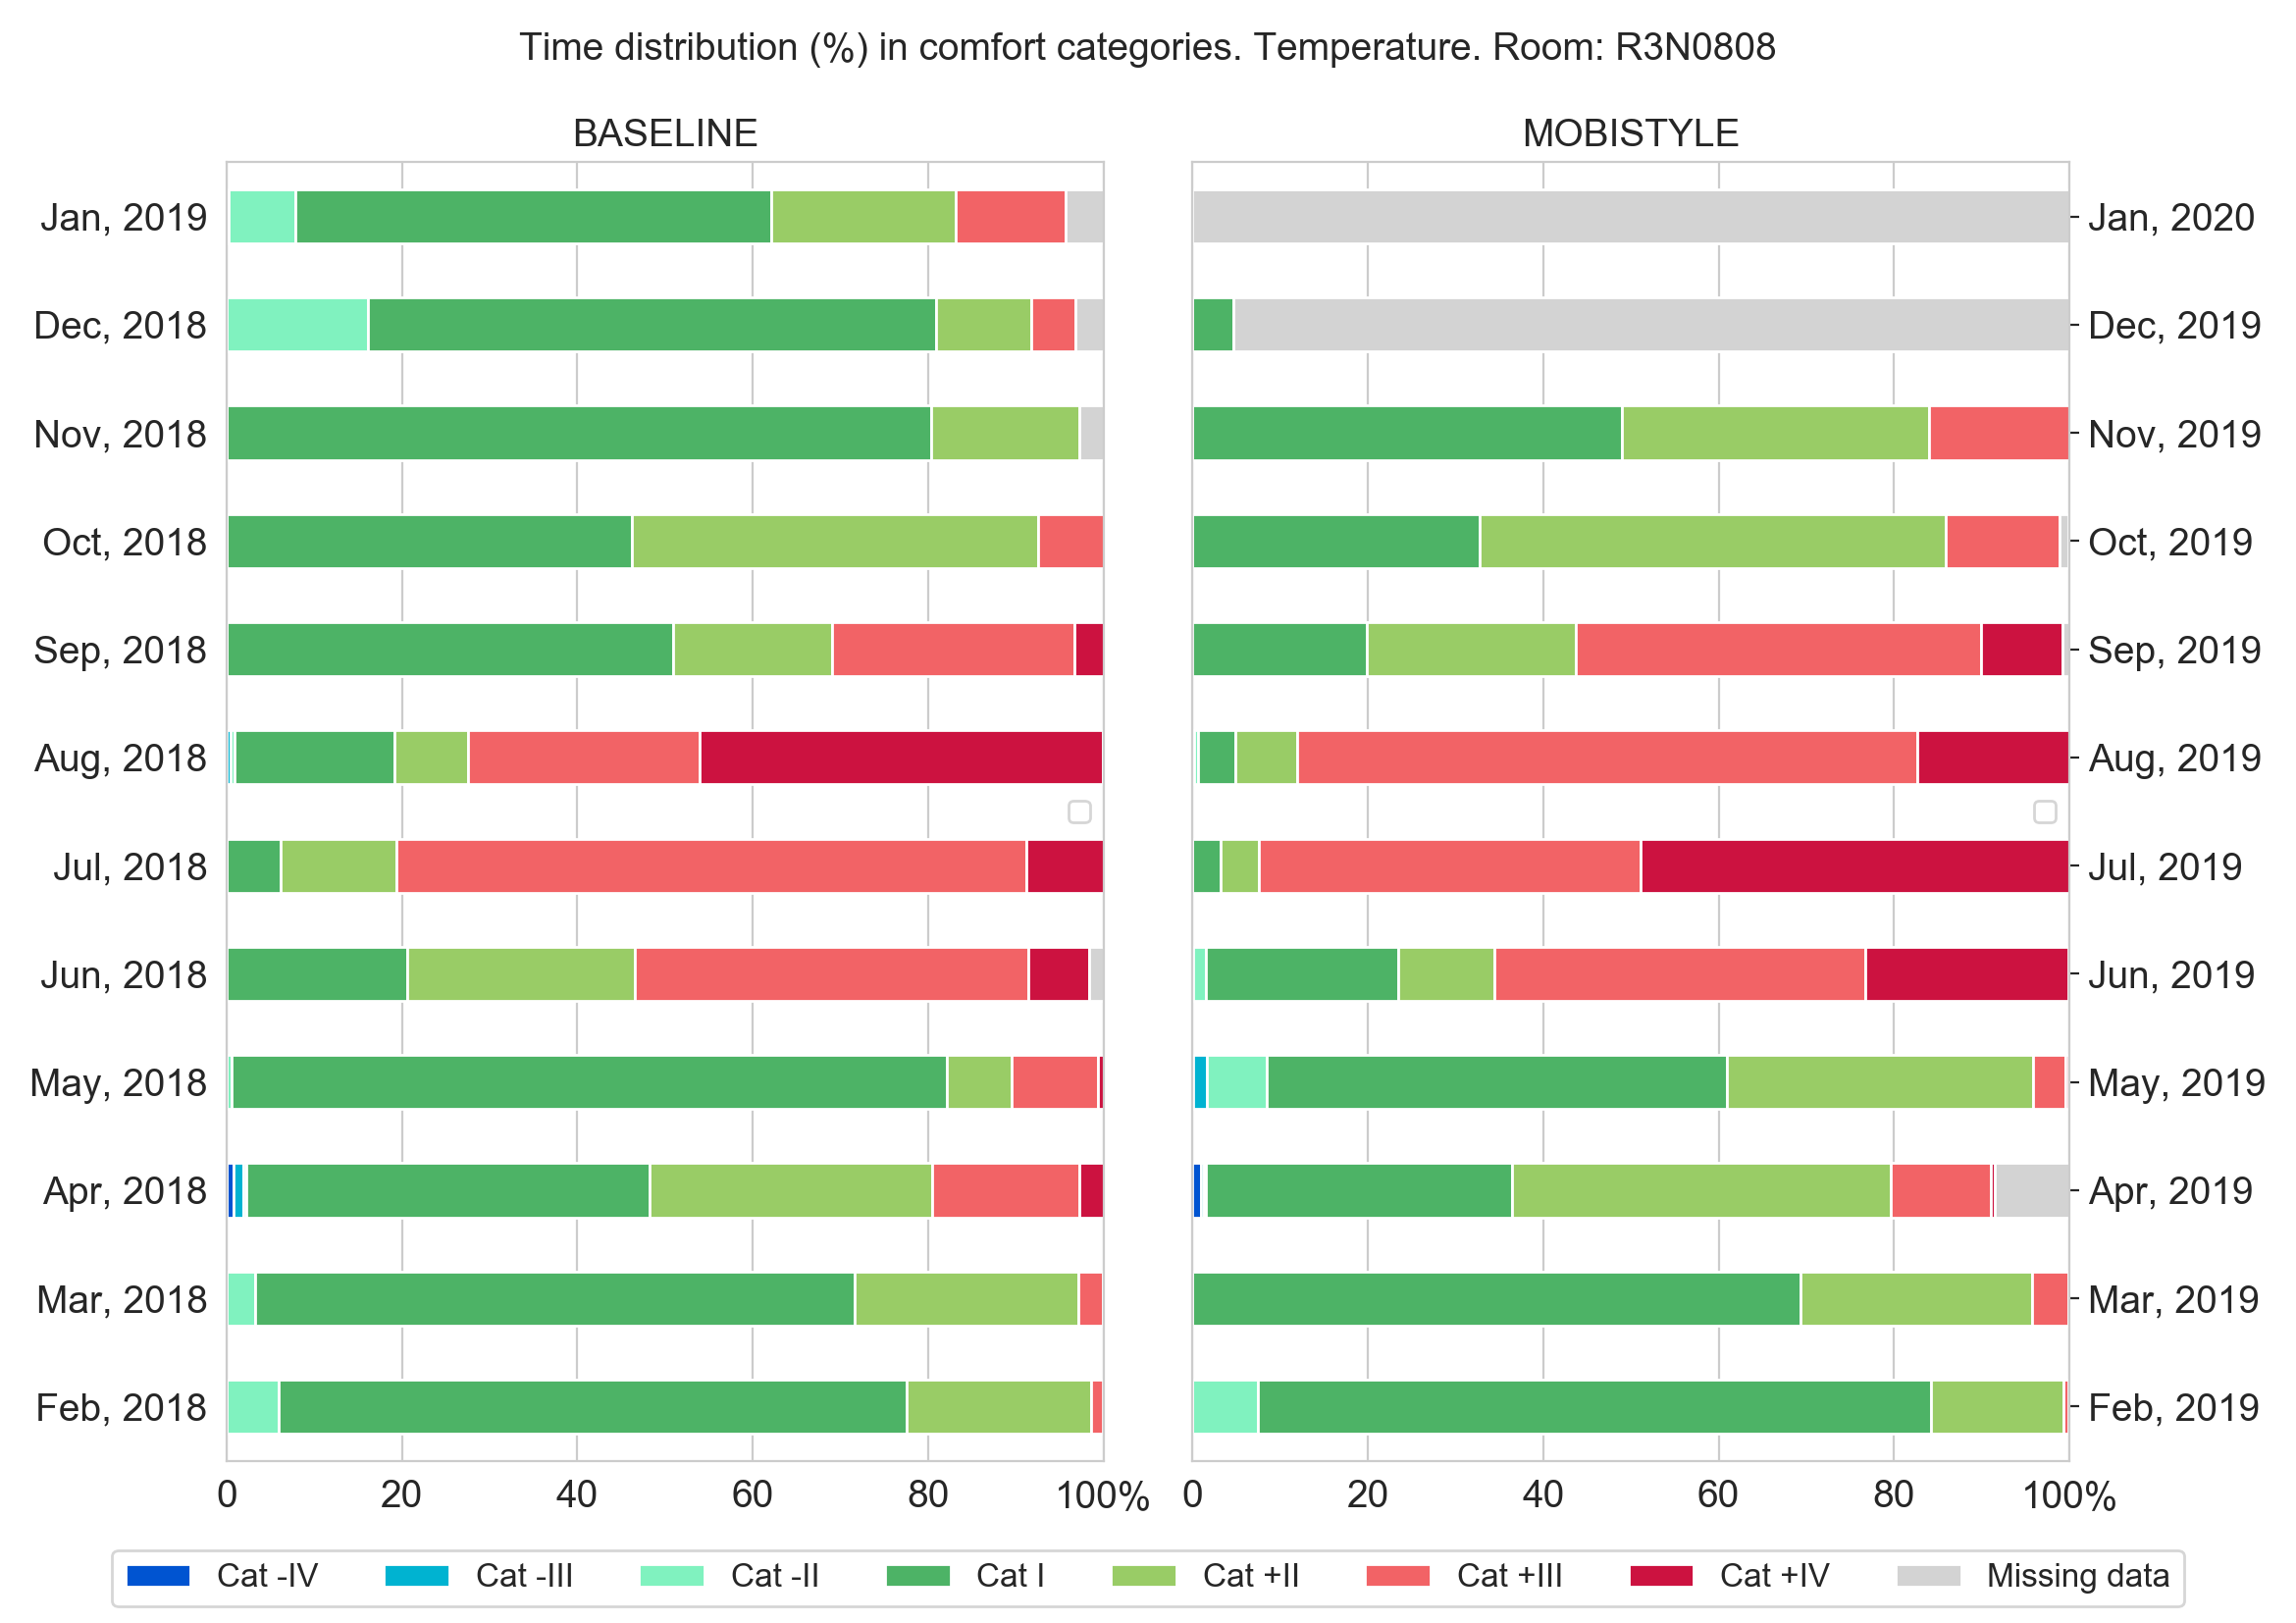 Time distribution (%) in comfort categories. Temperature. Room: R3N0808
BASELINE
MOBISTYLE
Jan, 2019
Dec, 2018
Nov, 2018
Oct, 2018
Sep, 2018
Aug, 2018
Jul, 2018
Jun, 2018
May, 2018
Apr, 2018
Mar, 2018
Feb, 2018
0 20 40 60 80 100%
Jan, 2020
Dec, 2019
Nov, 2019
Oct, 2019
Sep, 2019
Aug, 2019
Jul, 2019
Jun, 2019
May, 2019
Apr, 2019
Mar, 2019
Feb, 2019
0 20 40 60 80 100%
Cat -IV Cat -III Cat -II Cat I Cat +II Cat +III Cat +IV Missing data